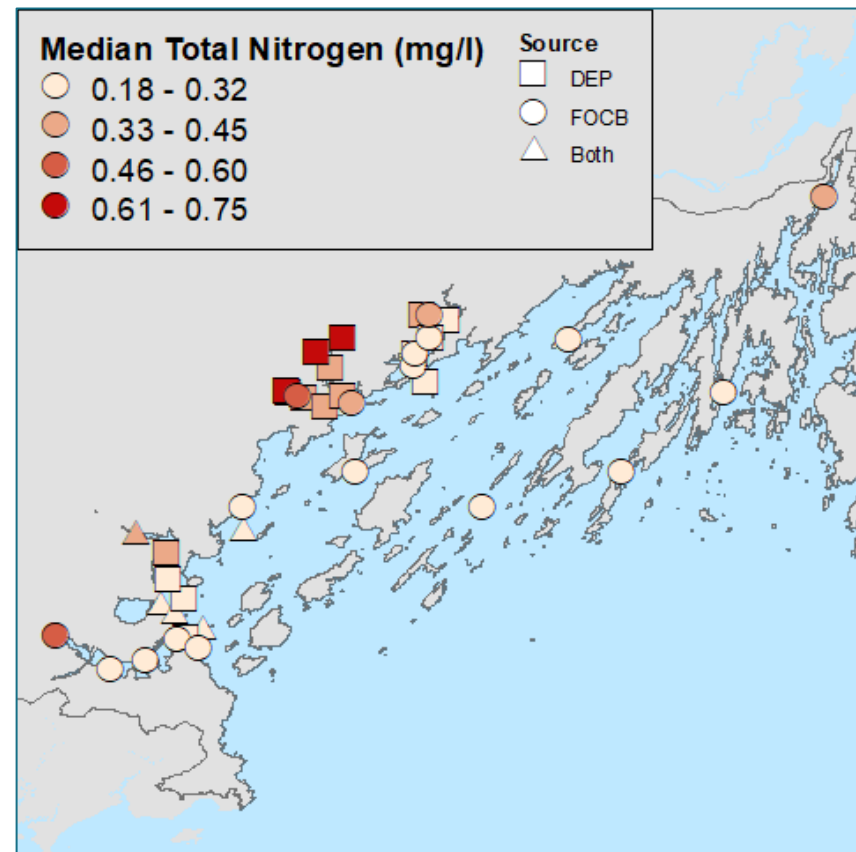 Median Total Nitrogen (mg/l)
0.18 - 0.32
0.33 - 0.45
0.46 - 0.60
0.61 - 0.75
Source
DEP
FOCB
Both